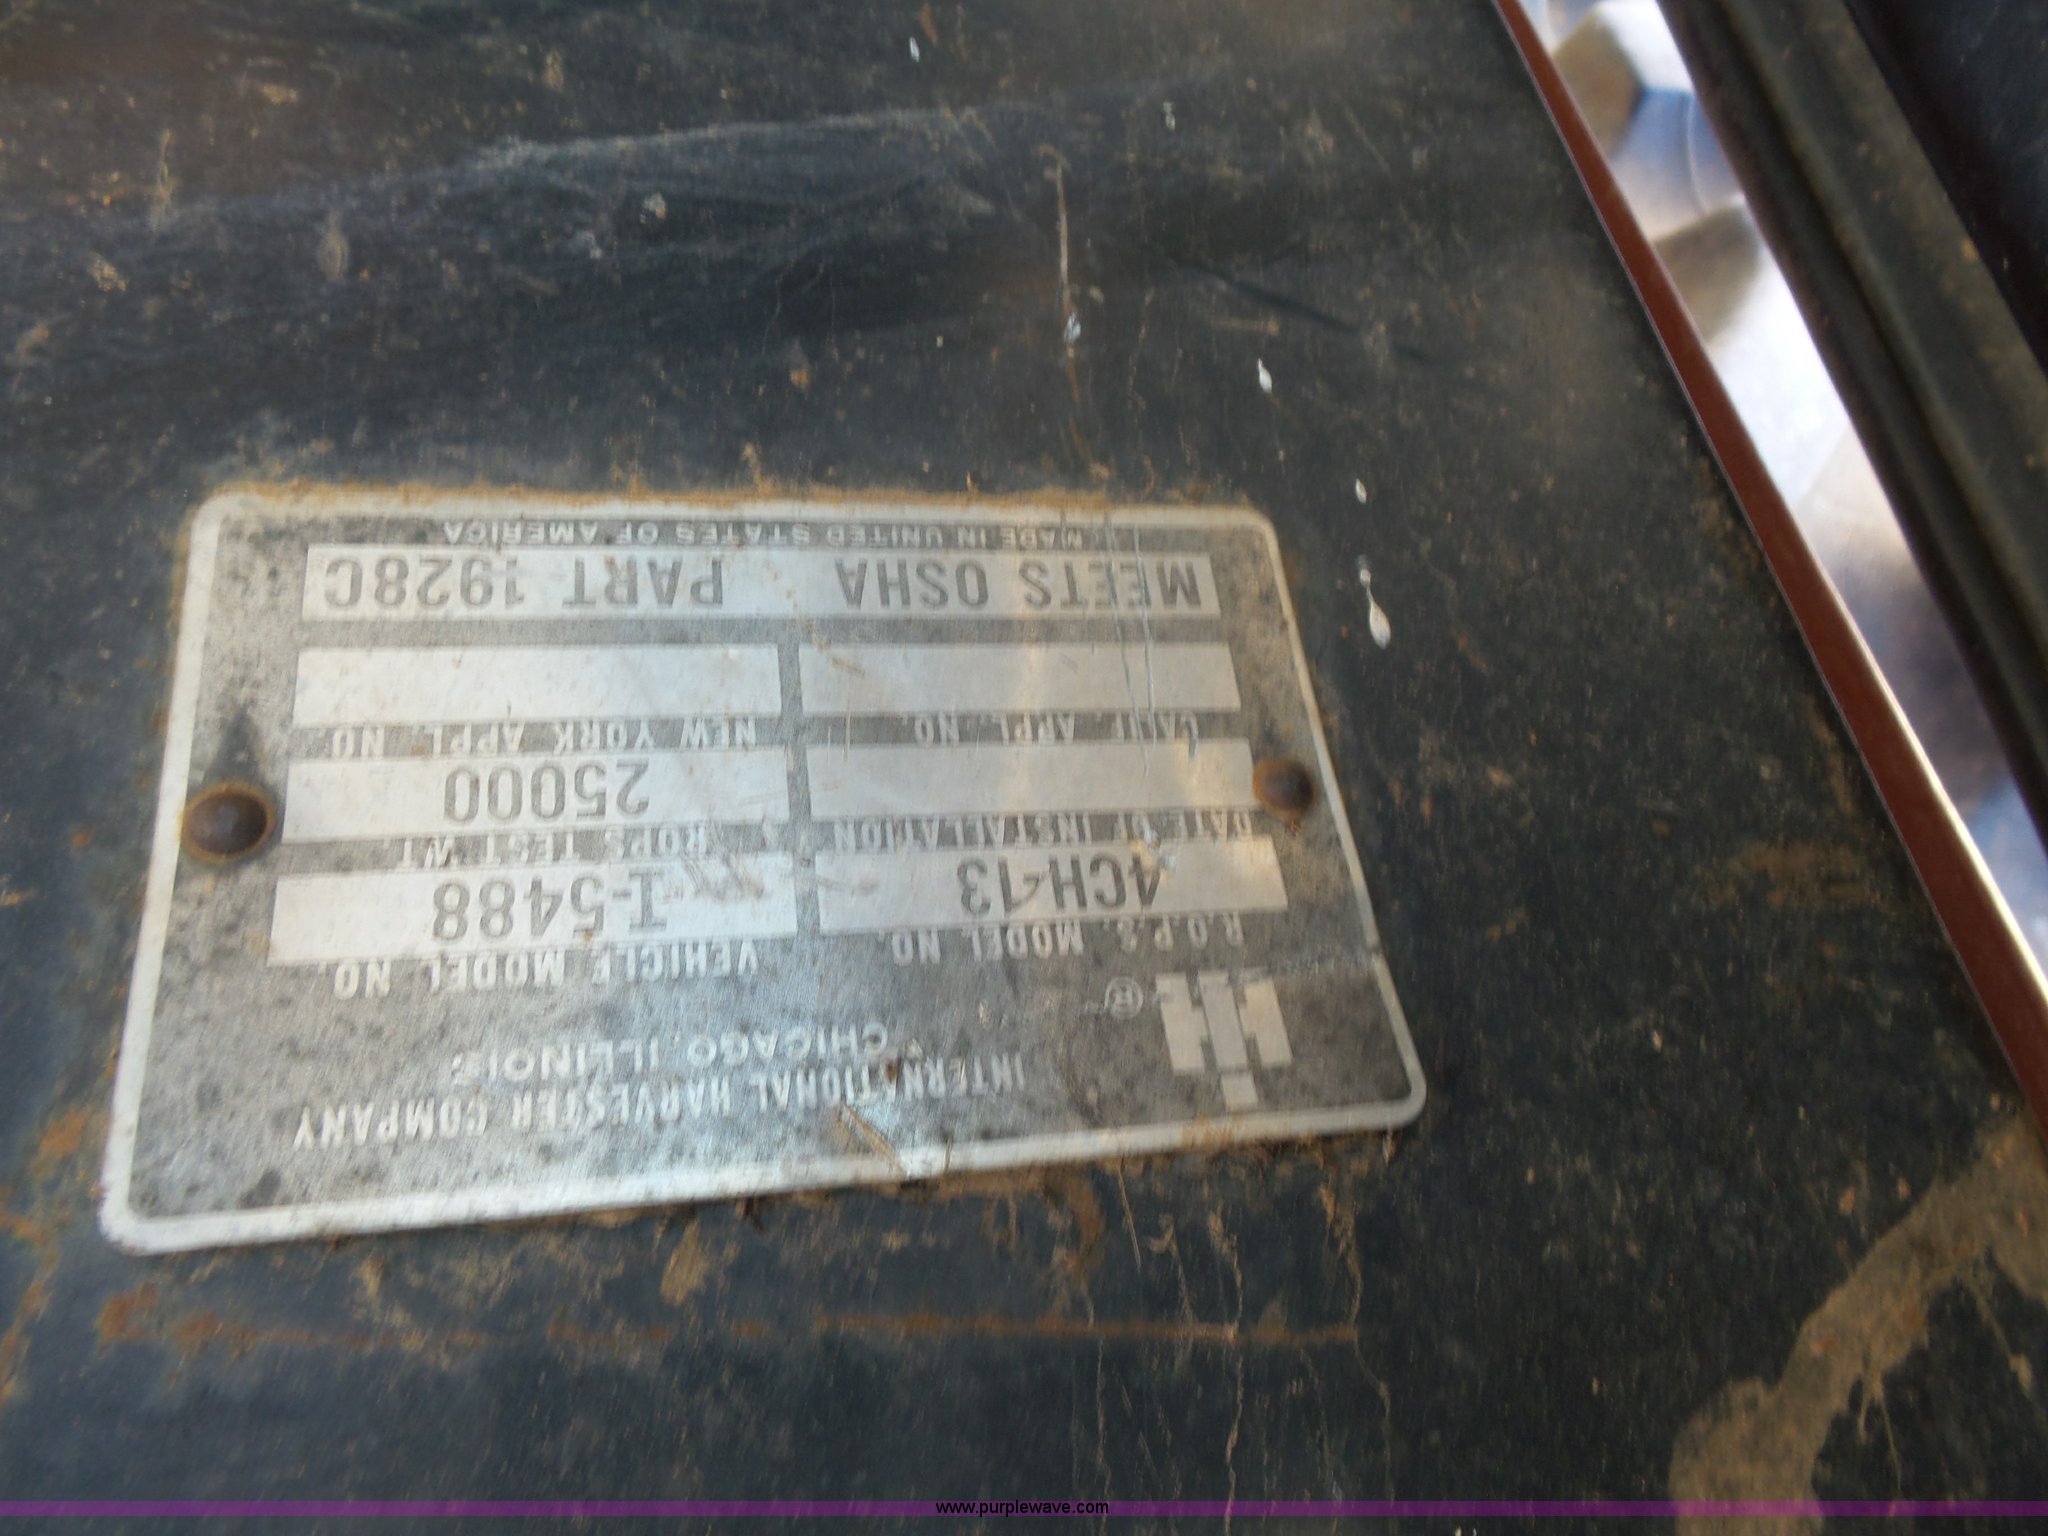 IH ®
INTERNATIONAL HARVESTER COMPANY
CHICAGO, ILLINOIS
R.O.P.S. MODEL NO. VEHICLE MODEL NO.
4CH-13 I-5488
DATE OF INSTALLATION ROPS TEST WT.
25000
CALIF. APPL. NO. NEW YORK APPL. NO.
MEETS OSHA PART 1928C
MADE IN UNITED STATES OF AMERICA
www.purplewave.com